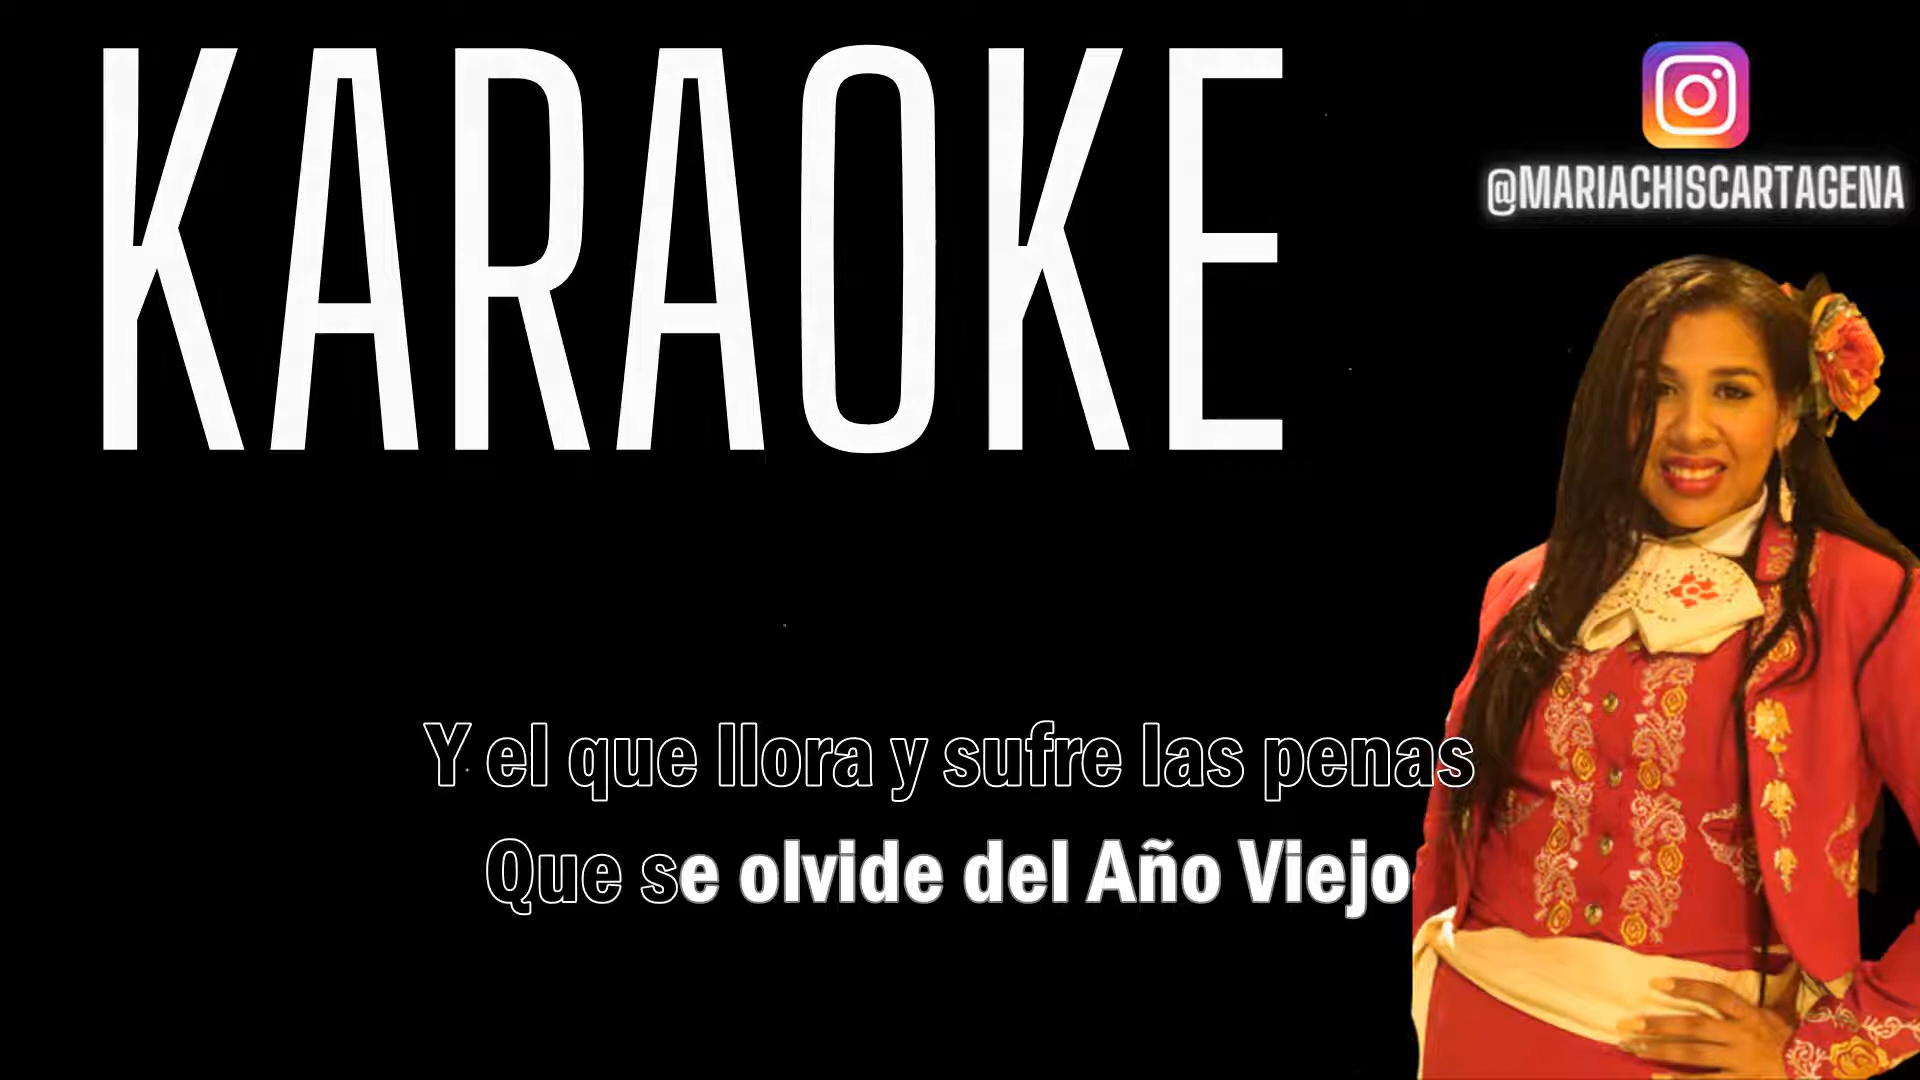 KARAOKE
@MARIACHISCARTAGENA
Y el que llora y sufre las penas
Que se olvide del Año Viejo